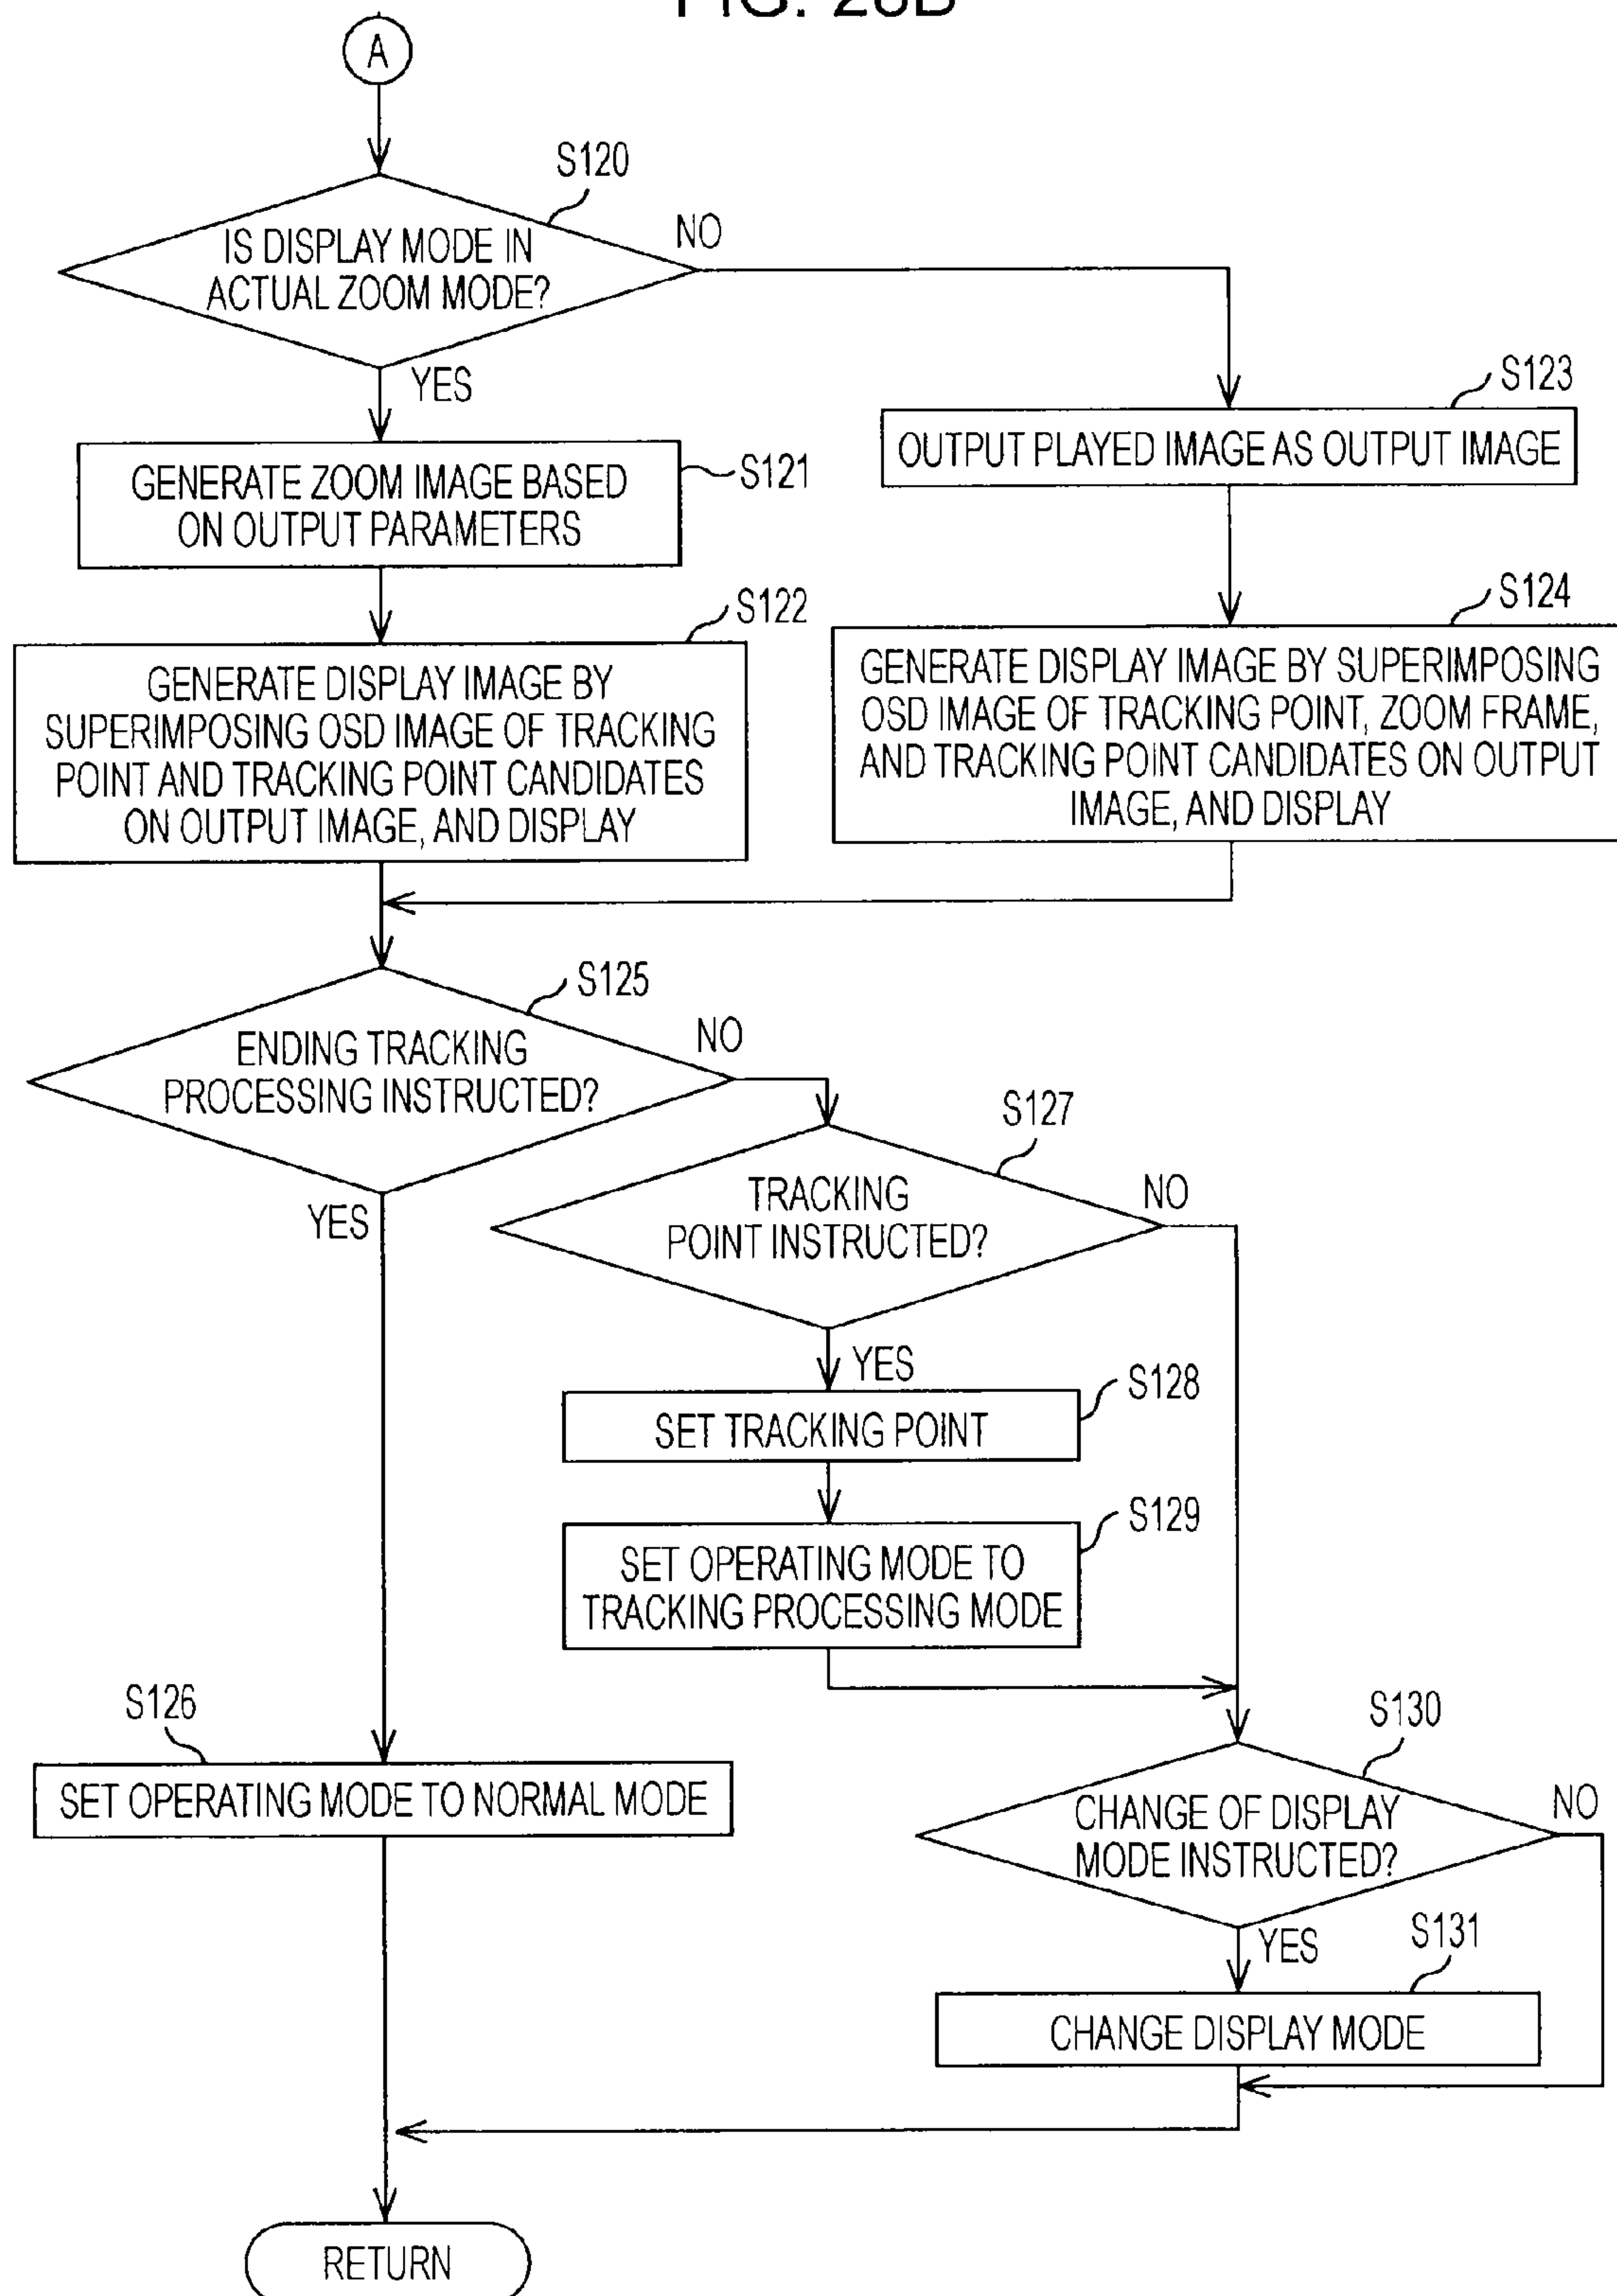 FIG.
A
S120
IS DISPLAY MODE IN
ACTUAL ZOOM MODE?
NO
YES
S121
GENERATE ZOOM IMAGE BASED
ON OUTPUT PARAMETERS
S123
OUTPUT PLAYED IMAGE AS OUTPUT IMAGE
S122
GENERATE DISPLAY IMAGE BY
SUPERIMPOSING OSD IMAGE OF TRACKING
POINT AND TRACKING POINT CANDIDATES
ON OUTPUT IMAGE, AND DISPLAY
S124
GENERATE DISPLAY IMAGE BY SUPERIMPOSING
OSD IMAGE OF TRACKING POINT, ZOOM FRAME,
AND TRACKING POINT CANDIDATES ON OUTPUT
IMAGE, AND DISPLAY
S125
ENDING TRACKING
PROCESSING INSTRUCTED?
NO
YES
S127
TRACKING
POINT INSTRUCTED?
NO
YES
S128
SET TRACKING POINT
S129
SET OPERATING MODE TO
TRACKING PROCESSING MODE
S126
SET OPERATING MODE TO NORMAL MODE
S130
CHANGE OF DISPLAY
MODE INSTRUCTED?
NO
YES
S131
CHANGE DISPLAY MODE
RETURN